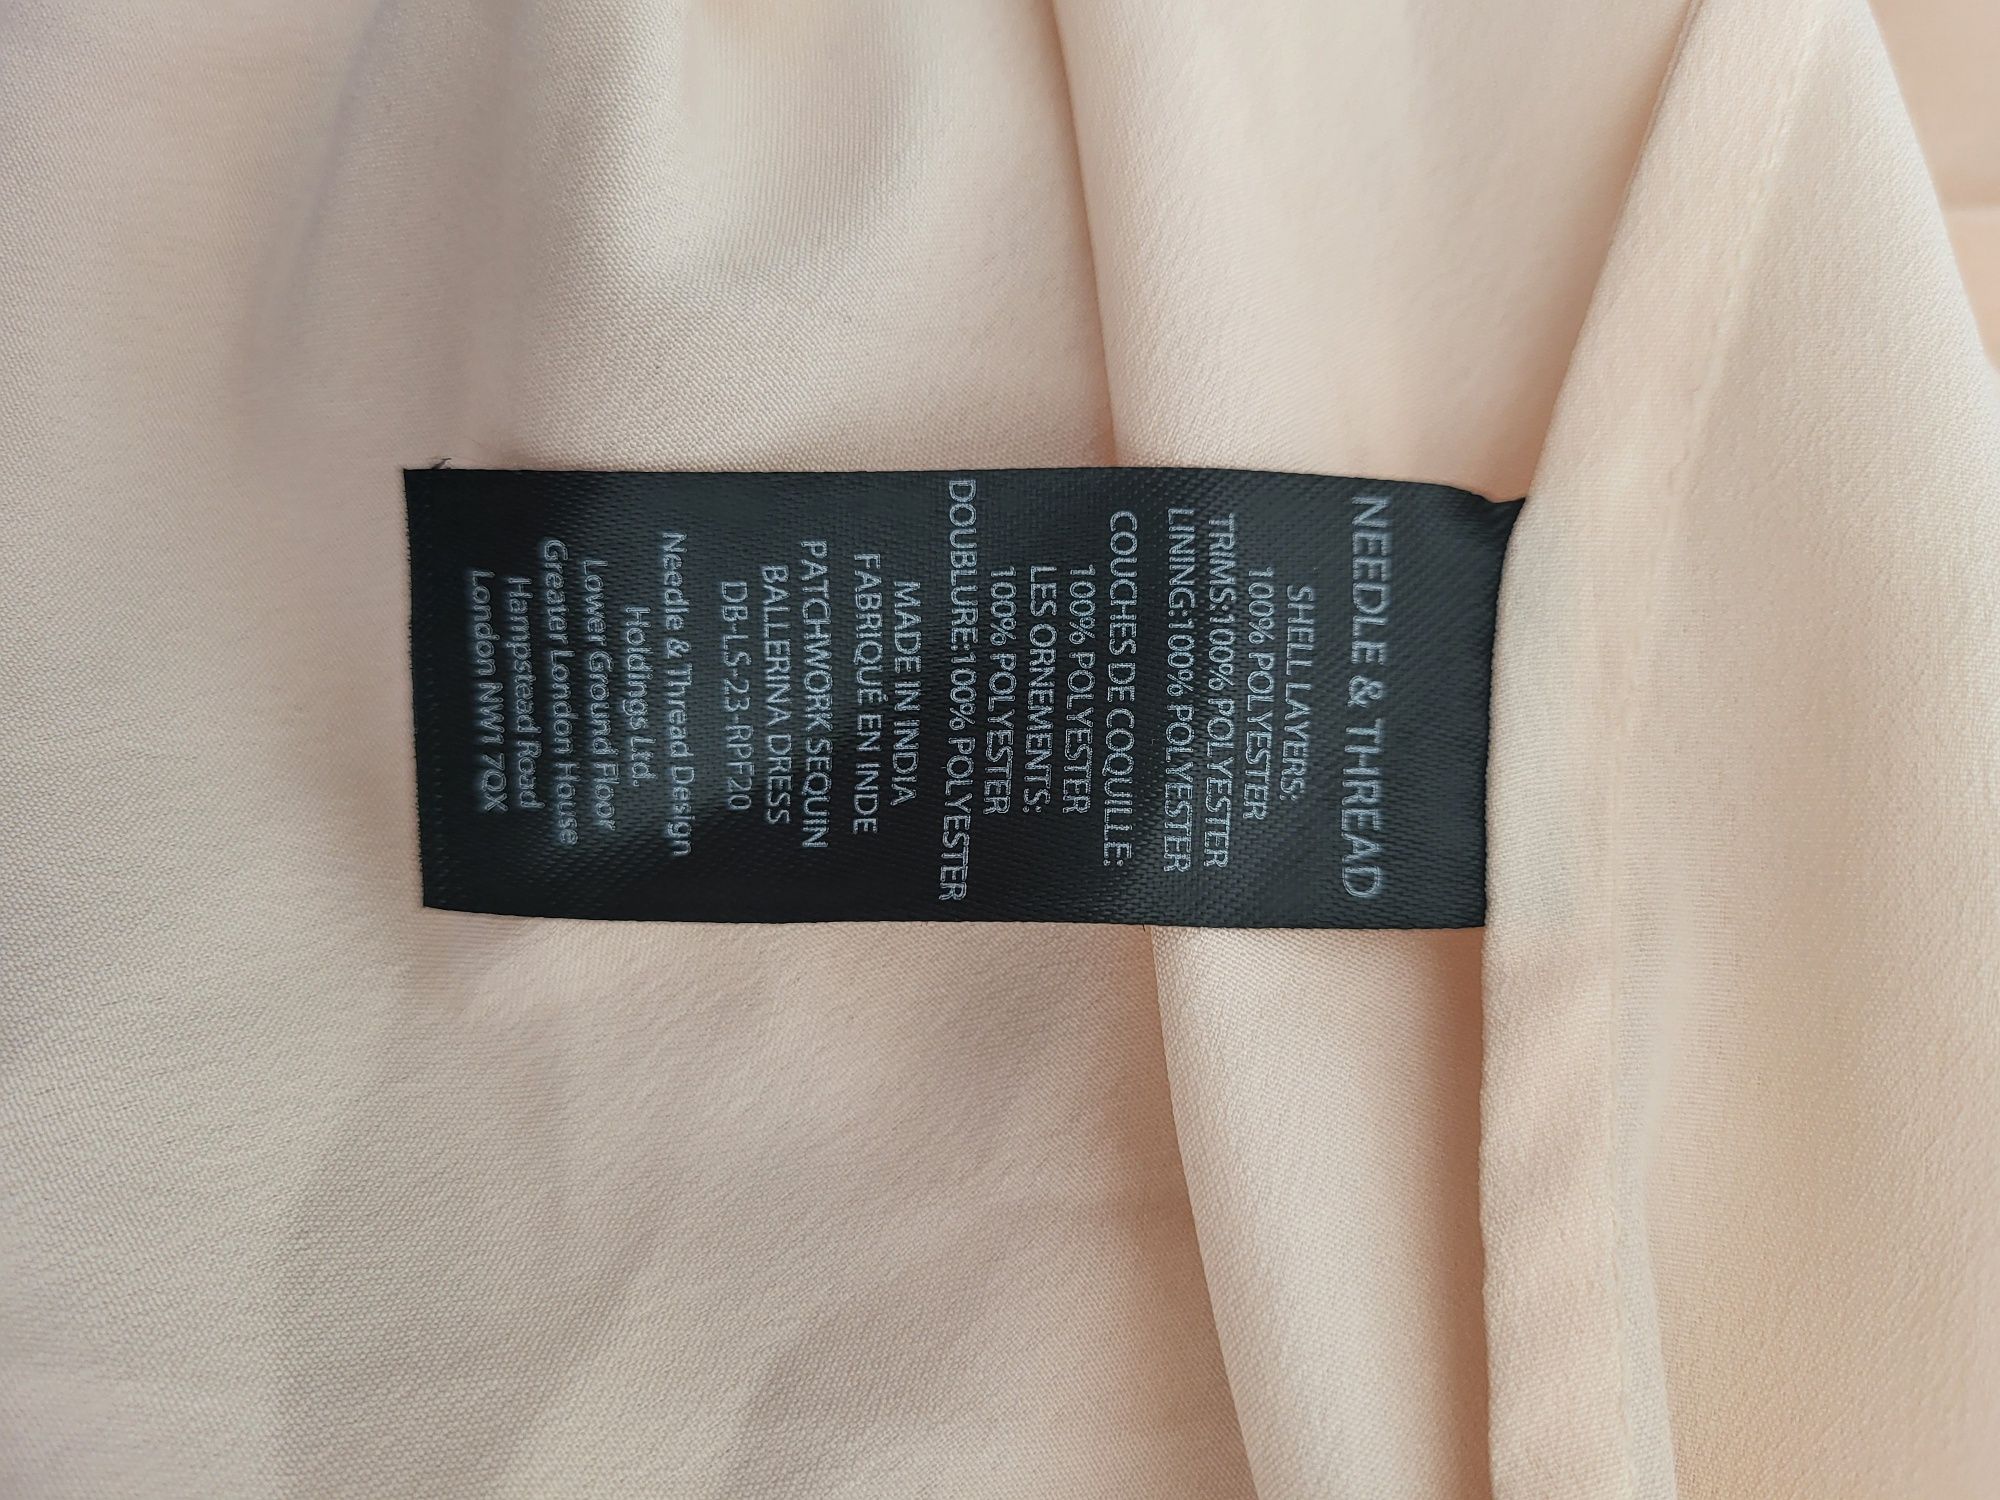 NEEDLE & THREAD
SHELL LAYERS:
100% POLYESTER
TRIMS:100% POLYESTER
LINING:100% POLYESTER
COUCHES DE COQUILLE:
100% POLYESTER
LES ORNEMENTS:
100% POLYESTER
DOUBLURE:100% POLYESTER
MADE IN INDIA
FABRIQUÉ EN INDE
PATCHWORK SEQUIN
BALLERINA DRESS
DB-LS-23-RPF20
Needle & Thread Design
Holdings Ltd.
Lower Ground Floor
Greater London House
Hampstead Road
London NW1 7QX